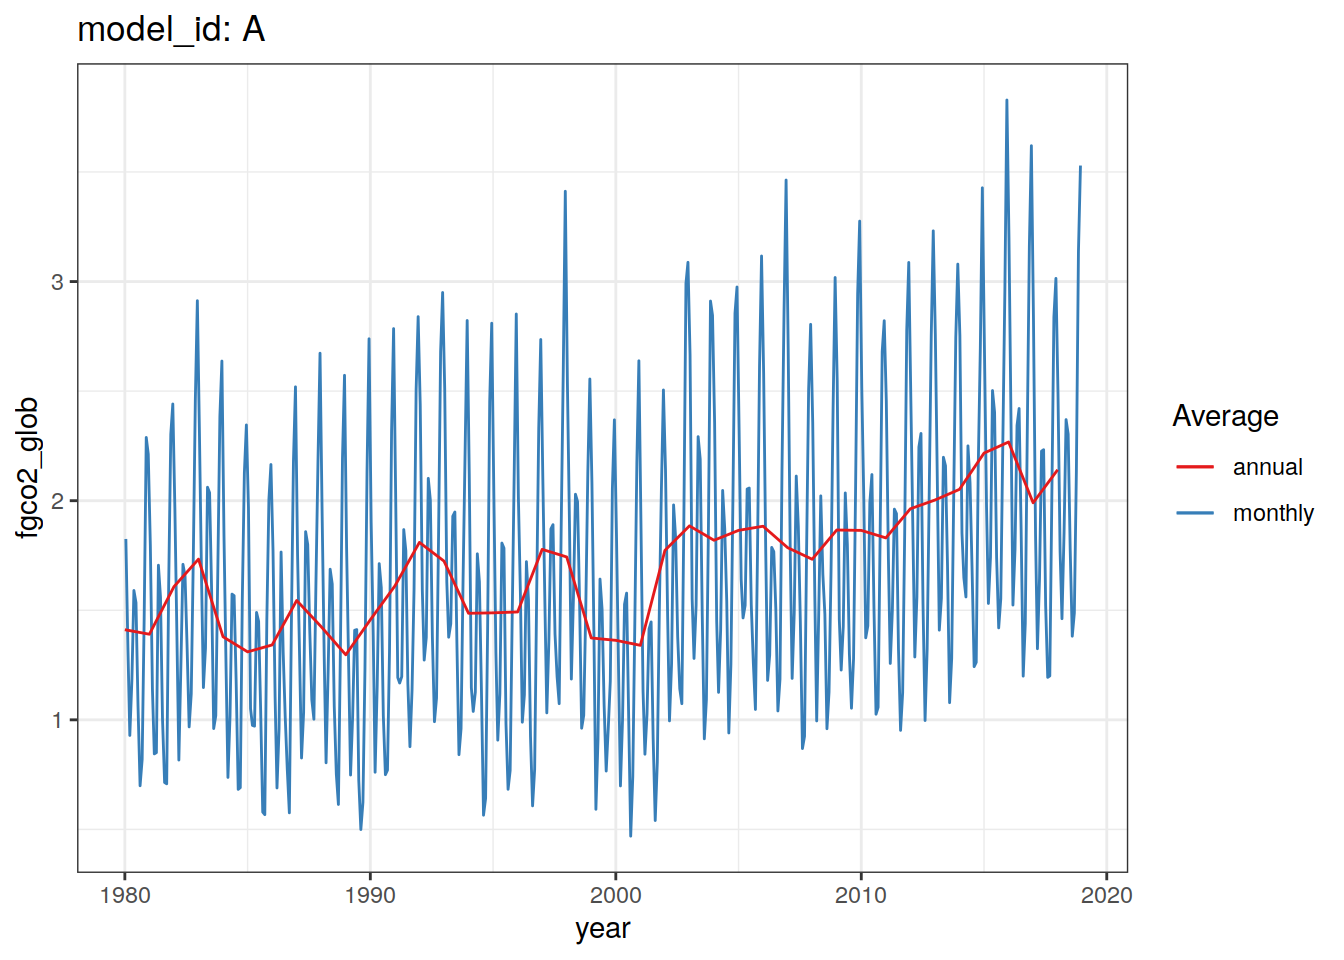 model_id: A
fgco2_glob
3
2
1
1980
1990
2000
2010
2020
year
Average
annual
monthly